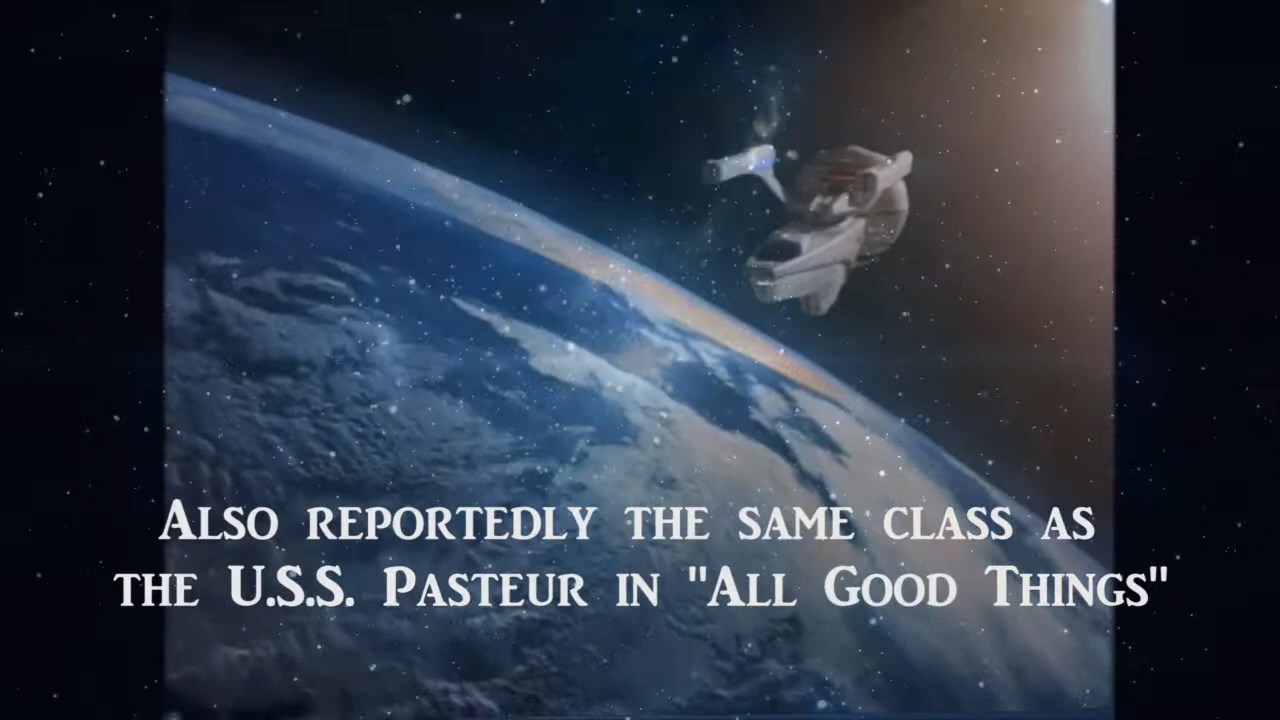 Also reportedly the same class as
the U.S.S. Pasteur in "All Good Things"